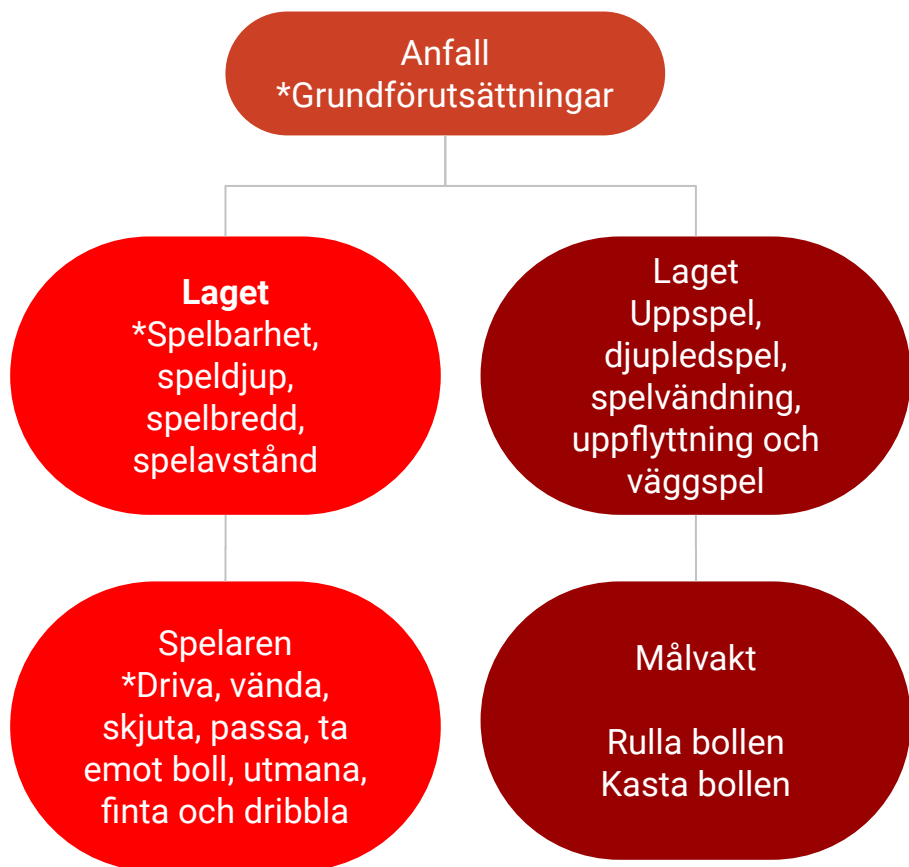 Anfall
*Grundförutsättningar
Laget
*Spelbarhet,
speldjup,
spelbredd,
spelavstånd
Laget
Uppspel,
djupledspel,
spelvändning,
uppflyttning och
väggspel
Spelaren
*Driva, vända,
skjuta, passa, ta
emot boll, utmana,
finta och dribbla
Målvakt
Rulla bollen
Kasta bollen